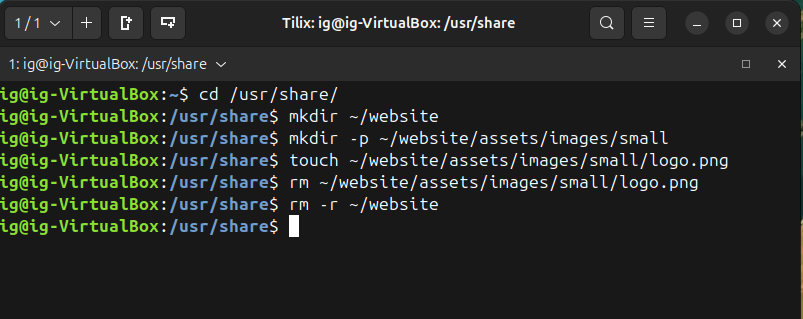 1 / 1
Tilix: ig@ig-VirtualBox: /usr/share
1: ig@ig-VirtualBox: /usr/share
ig@ig-VirtualBox:~$ cd /usr/share/
ig@ig-VirtualBox:/usr/share$ mkdir ~/website
ig@ig-VirtualBox:/usr/share$ mkdir -p ~/website/assets/images/small
ig@ig-VirtualBox:/usr/share$ touch ~/website/assets/images/small/logo.png
ig@ig-VirtualBox:/usr/share$ rm ~/website/assets/images/small/logo.png
ig@ig-VirtualBox:/usr/share$ rm -r ~/website
ig@ig-VirtualBox:/usr/share$